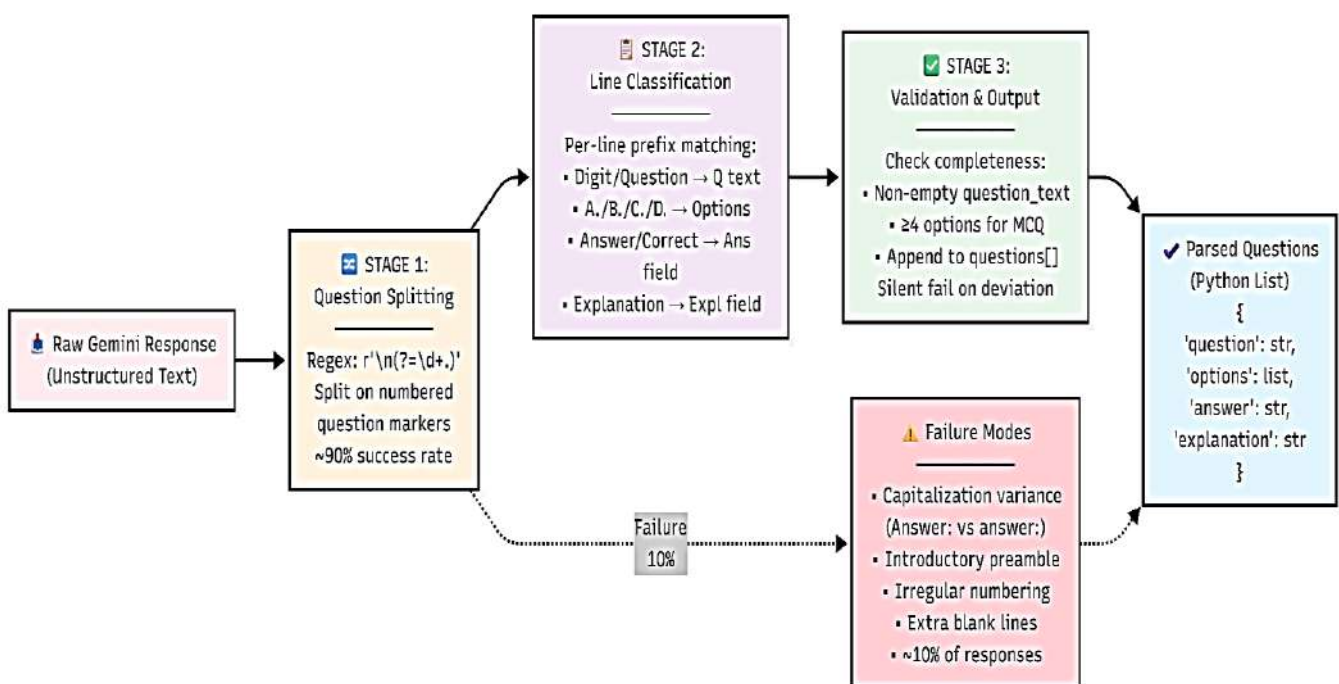 Raw Gemini Response
(Unstructured Text)
STAGE 1:
Question Splitting
Regex: r'\n(?=\d+.)'
Split on numbered
question markers
~90% success rate
📋 STAGE 2:
Line Classification
Per-line prefix matching:
▪ Digit/Question → Q text
▪ A./B./C./D. → Options
▪ Answer/Correct → Ans
field
▪ Explanation → Expl field
✅ STAGE 3:
Validation & Output
Check completeness:
▪ Non-empty question_text
▪ ≥4 options for MCQ
▪ Append to questions[]
Silent fail on deviation
Failure
10%
⚠️ Failure Modes
▪ Capitalization variance
(Answer: vs answer:)
▪ Introductory preamble
▪ Irregular numbering
▪ Extra blank lines
▪ ~10% of responses
✔ Parsed Questions
(Python List)
{
'question': str,
'options': list,
'answer': str,
'explanation': str
}